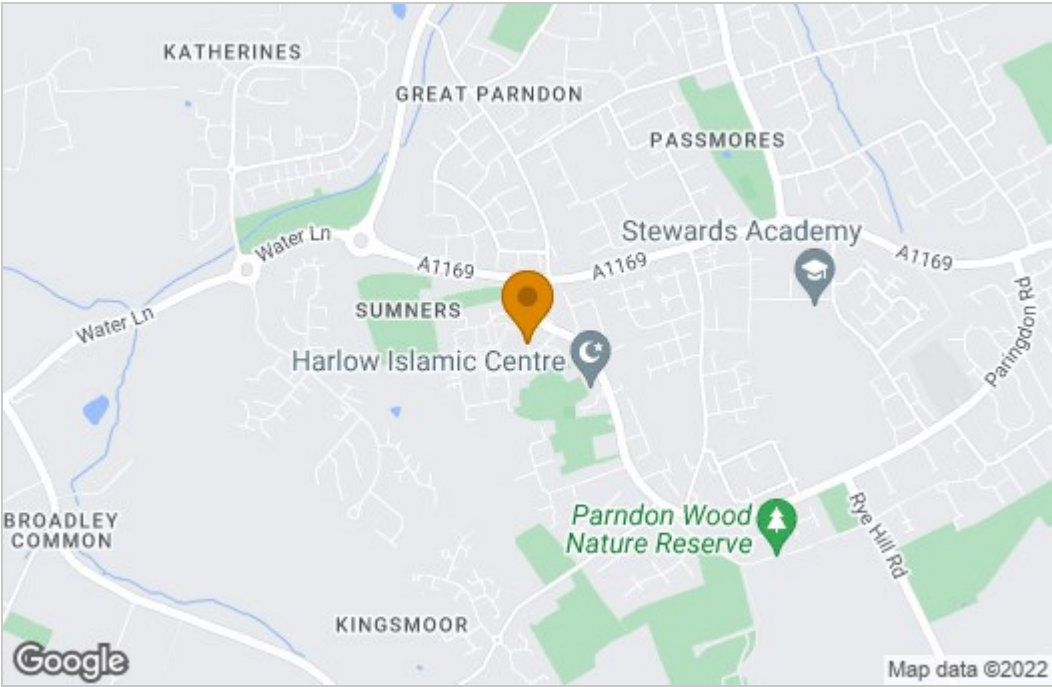 KATHERINES
GREAT PARNDON
PASSMORES
Stewards Academy
Water Ln
A1169
A1169
A1169
SUMNERS
Water Ln
Harlow Islamic Centre
Paringdon Rd
BROADLEY
COMMON
Parndon Wood
Nature Reserve
Rye Hill Rd
KINGSMOOR
Google
Map data ©2022